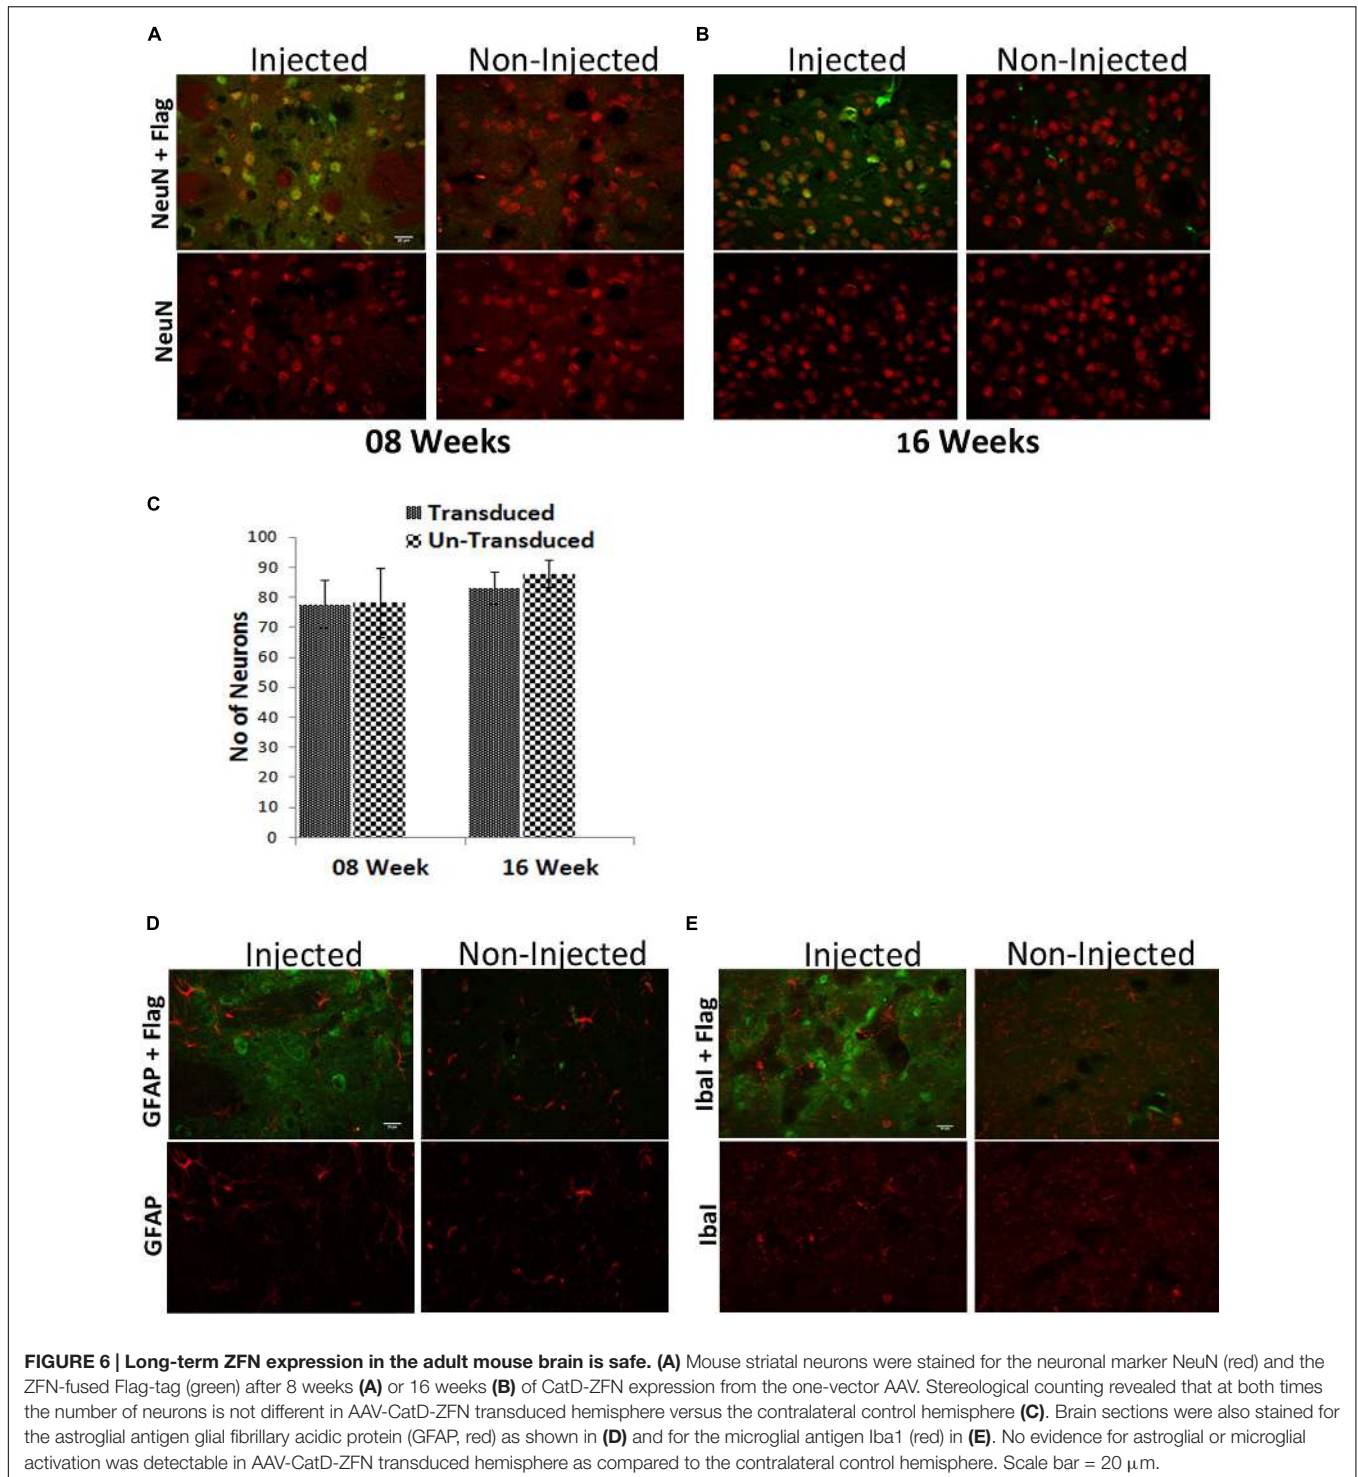 A
B
Injected
Non-Injected
Injected
Non-Injected
NeuN + Flag
NeuN
08 Weeks
16 Weeks
C
Transduced
Un-Transduced
No of Neurons
100
90
80
70
60
50
40
30
20
10
0
08 Week
16 Week
D
E
Injected
Non-Injected
Injected
Non-Injected
GFAP + Flag
GFAP
IbaI + Flag
IbaI
FIGURE 6 | Long-term ZFN expression in the adult mouse brain is safe. (A) Mouse striatal neurons were stained for the neuronal marker NeuN (red) and the
ZFN-fused Flag-tag (green) after 8 weeks (A) or 16 weeks (B) of CatD-ZFN expression from the one-vector AAV. Stereological counting revealed that at both times
the number of neurons is not different in AAV-CatD-ZFN transduced hemisphere versus the contralateral control hemisphere (C). Brain sections were also stained for
the astroglial antigen glial fibrillary acidic protein (GFAP, red) as shown in (D) and for the microglial antigen Iba1 (red) in (E). No evidence for astroglial or microglial
activation was detectable in AAV-CatD-ZFN transduced hemisphere as compared to the contralateral control hemisphere. Scale bar = 20 μm.